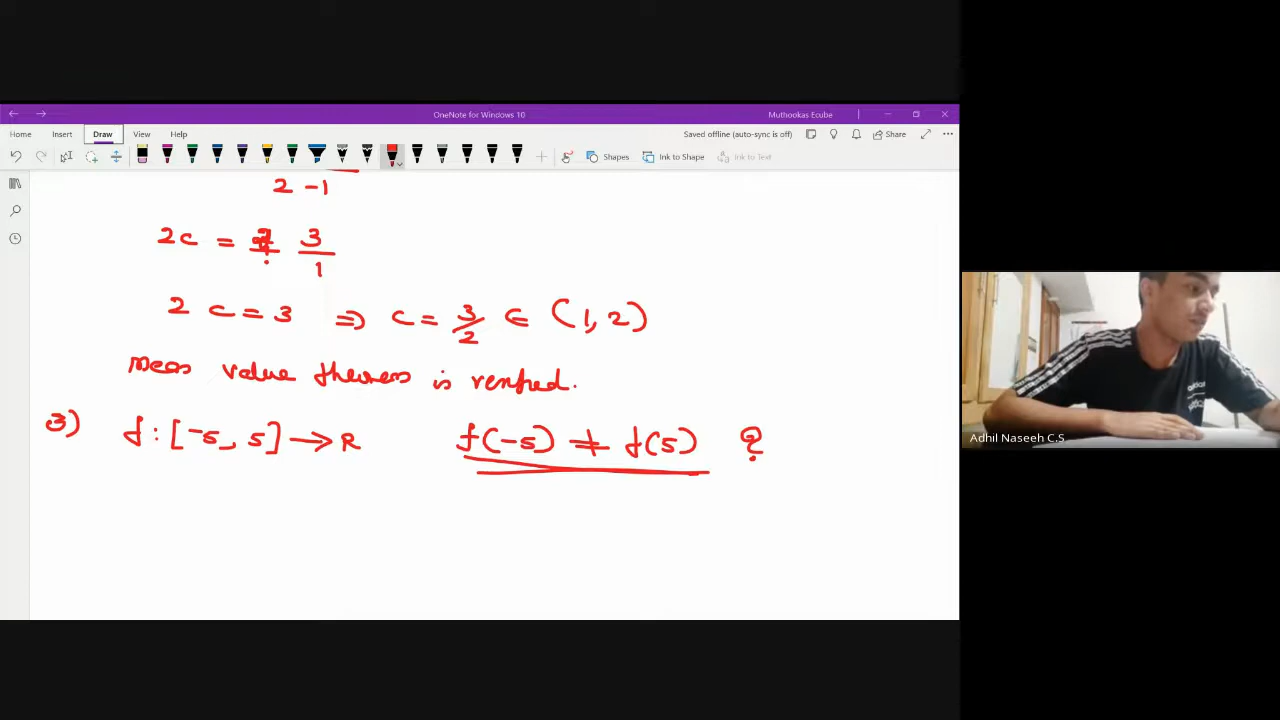 OneNote for Windows 10
Muthookas Ecube
Home Insert Draw View Help
Saved offline (auto-sync is off) Share
Shapes Ink to Shape Ink to Text
2 -1
2c = 3/1
2 c = 3 ⇒ c = 3/2 ∈ (1, 2)
Mean value theorem is verified.
3) f : [-5, 5] → R f(-5) ≠ f(5) ?
Adhil Naseeh C.S